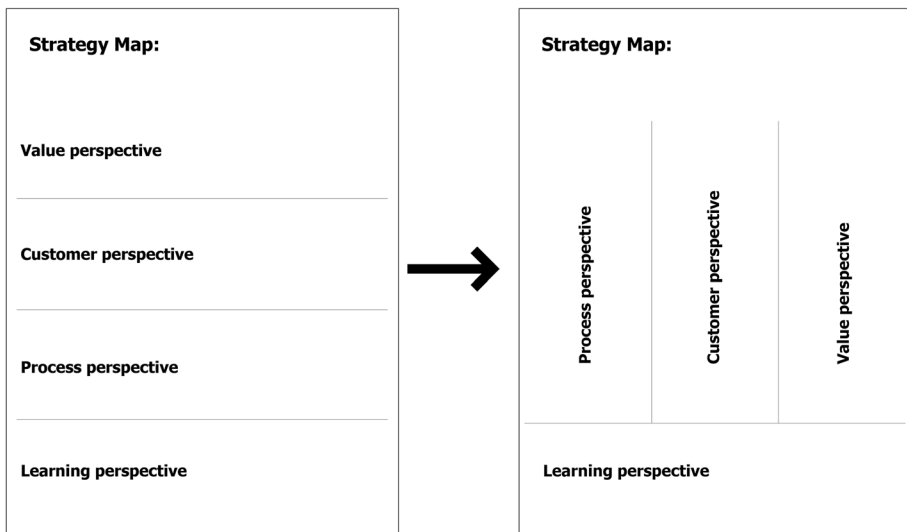 Strategy Map:
Value perspective
Customer perspective
Process perspective
Learning perspective
Strategy Map:
Process perspective
Customer perspective
Value perspective
Learning perspective